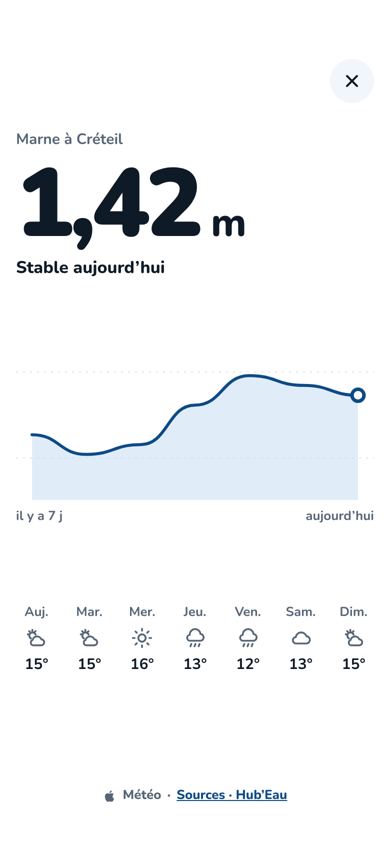 Marne à Créteil
1,42 m
Stable aujourd’hui
il y a 7 j aujourd’hui
Auj. Mar. Mer. Jeu. Ven. Sam. Dim.
15° 15° 16° 13° 12° 13° 15°
Météo · Sources · Hub’Eau